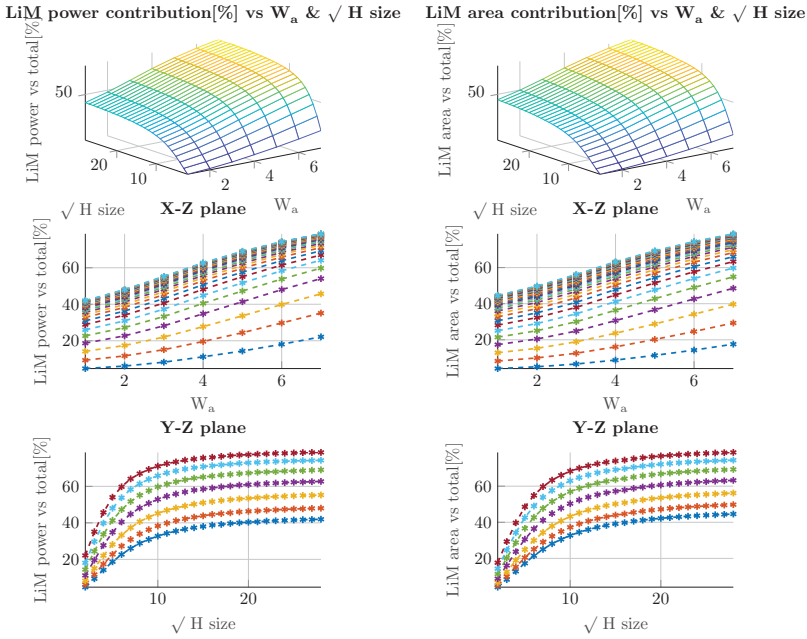 LiM power contribution[%] vs Wa & √ H size
LiM power vs total[%]
50
20
10
2
4
6
√ H size
Wa
LiM area contribution[%] vs Wa & √ H size
LiM area vs total[%]
50
20
10
2
4
6
√ H size
Wa
X-Z plane
LiM power vs total[%]
60
40
20
2
4
6
Wa
X-Z plane
LiM area vs total[%]
60
40
20
2
4
6
Wa
Y-Z plane
LiM power vs total[%]
60
40
20
10
20
√ H size
Y-Z plane
LiM area vs total[%]
60
40
20
10
20
√ H size